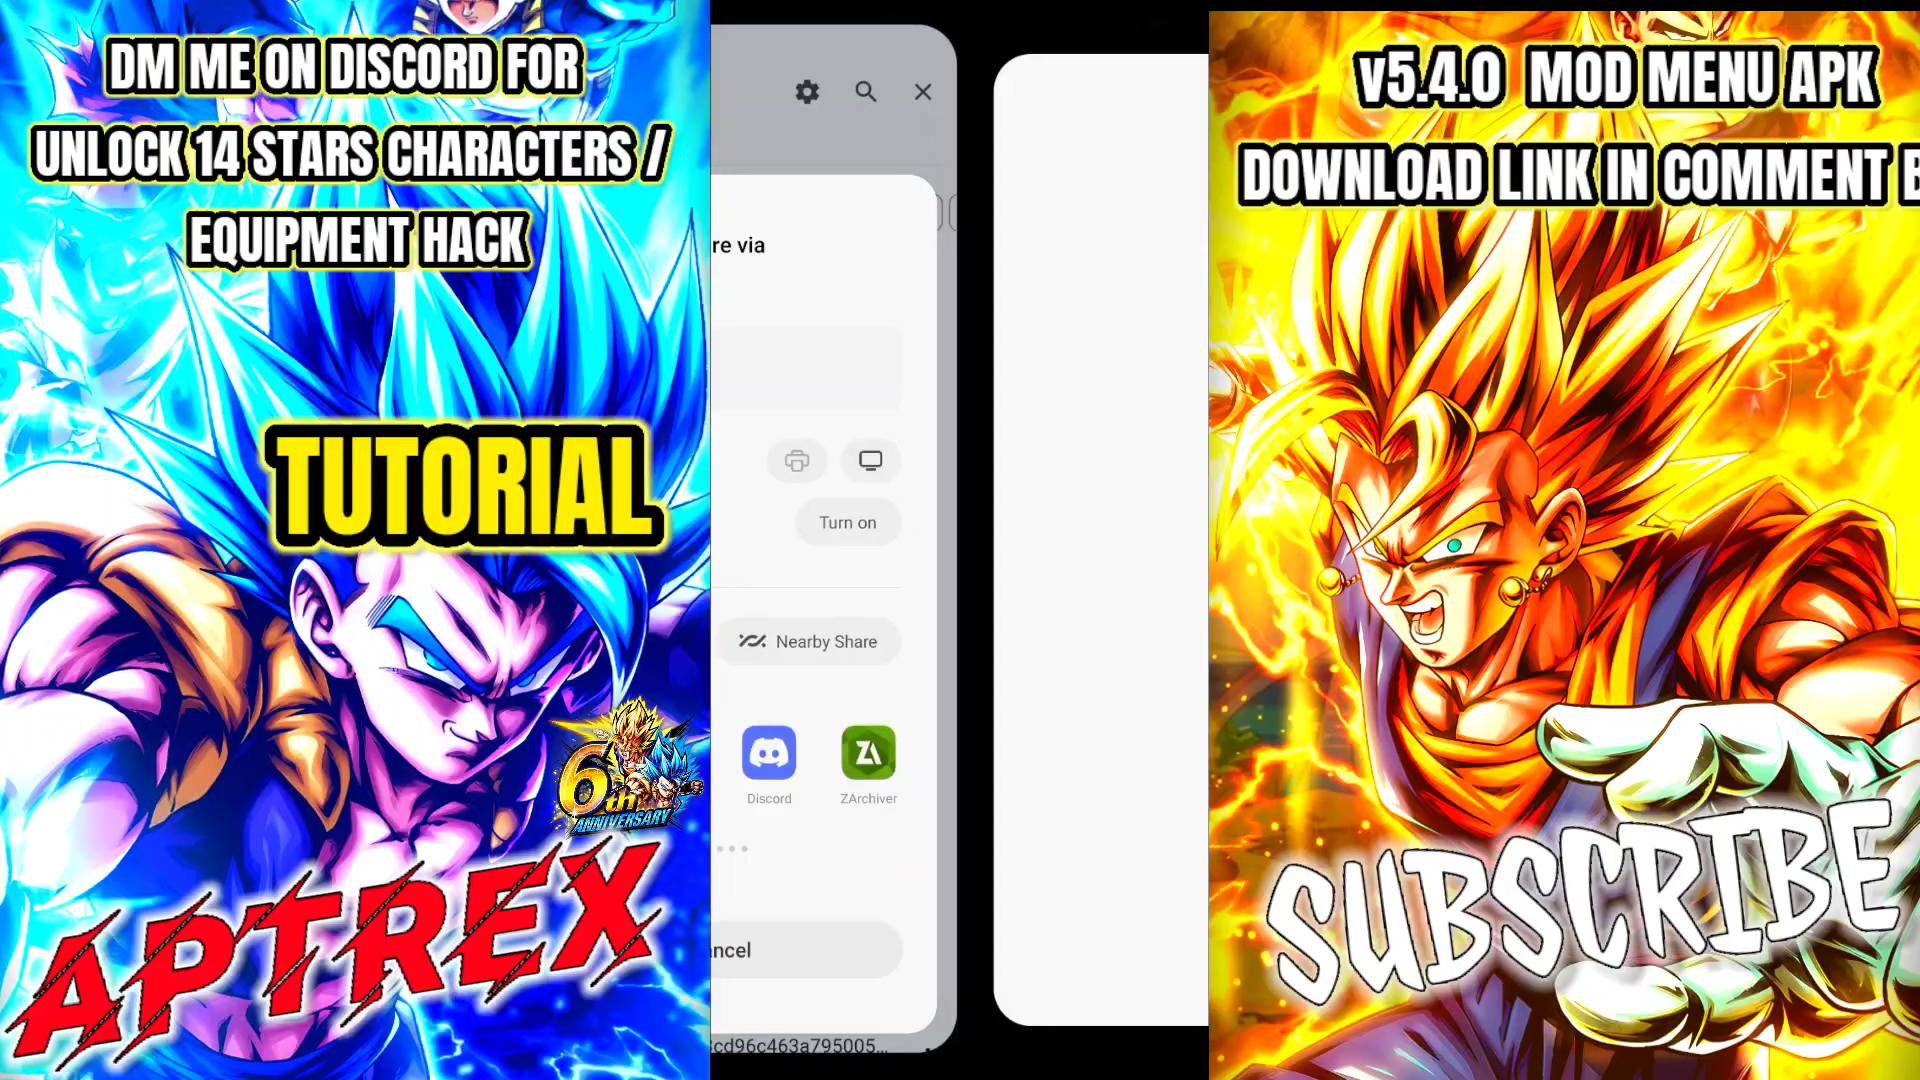 DM ME ON DISCORD FOR
UNLOCK 14 STARS CHARACTERS /
EQUIPMENT HACK
TUTORIAL
6th
ANNIVERSARY
APTREX
re via
Turn on
Nearby Share
Discord
ZA
ZArchiver
ncel
cd96c463a795005...
v5.4.0 MOD MENU APK
DOWNLOAD LINK IN COMMENT B
SUBSCRIBE